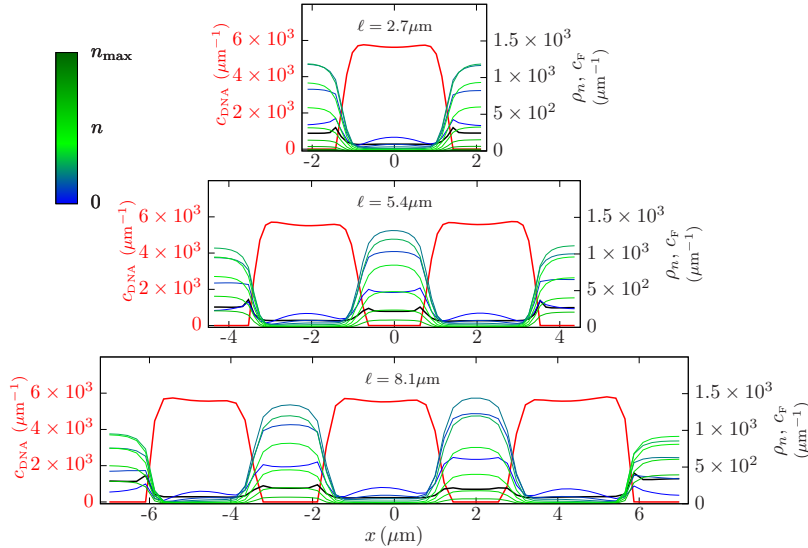 n_max
n
0
ℓ = 2.7μm
c_DNA (μm⁻¹)
6 × 10³
4 × 10³
2 × 10³
0
1.5 × 10³
1 × 10³
5 × 10²
0
ρ_n, c_F (μm⁻¹)
-2 0 2
ℓ = 5.4μm
c_DNA (μm⁻¹)
6 × 10³
4 × 10³
2 × 10³
0
1.5 × 10³
1 × 10³
5 × 10²
0
ρ_n, c_F (μm⁻¹)
-4 -2 0 2 4
ℓ = 8.1μm
c_DNA (μm⁻¹)
6 × 10³
4 × 10³
2 × 10³
0
1.5 × 10³
1 × 10³
5 × 10²
0
ρ_n, c_F (μm⁻¹)
-6 -4 -2 0 2 4 6
x (μm)